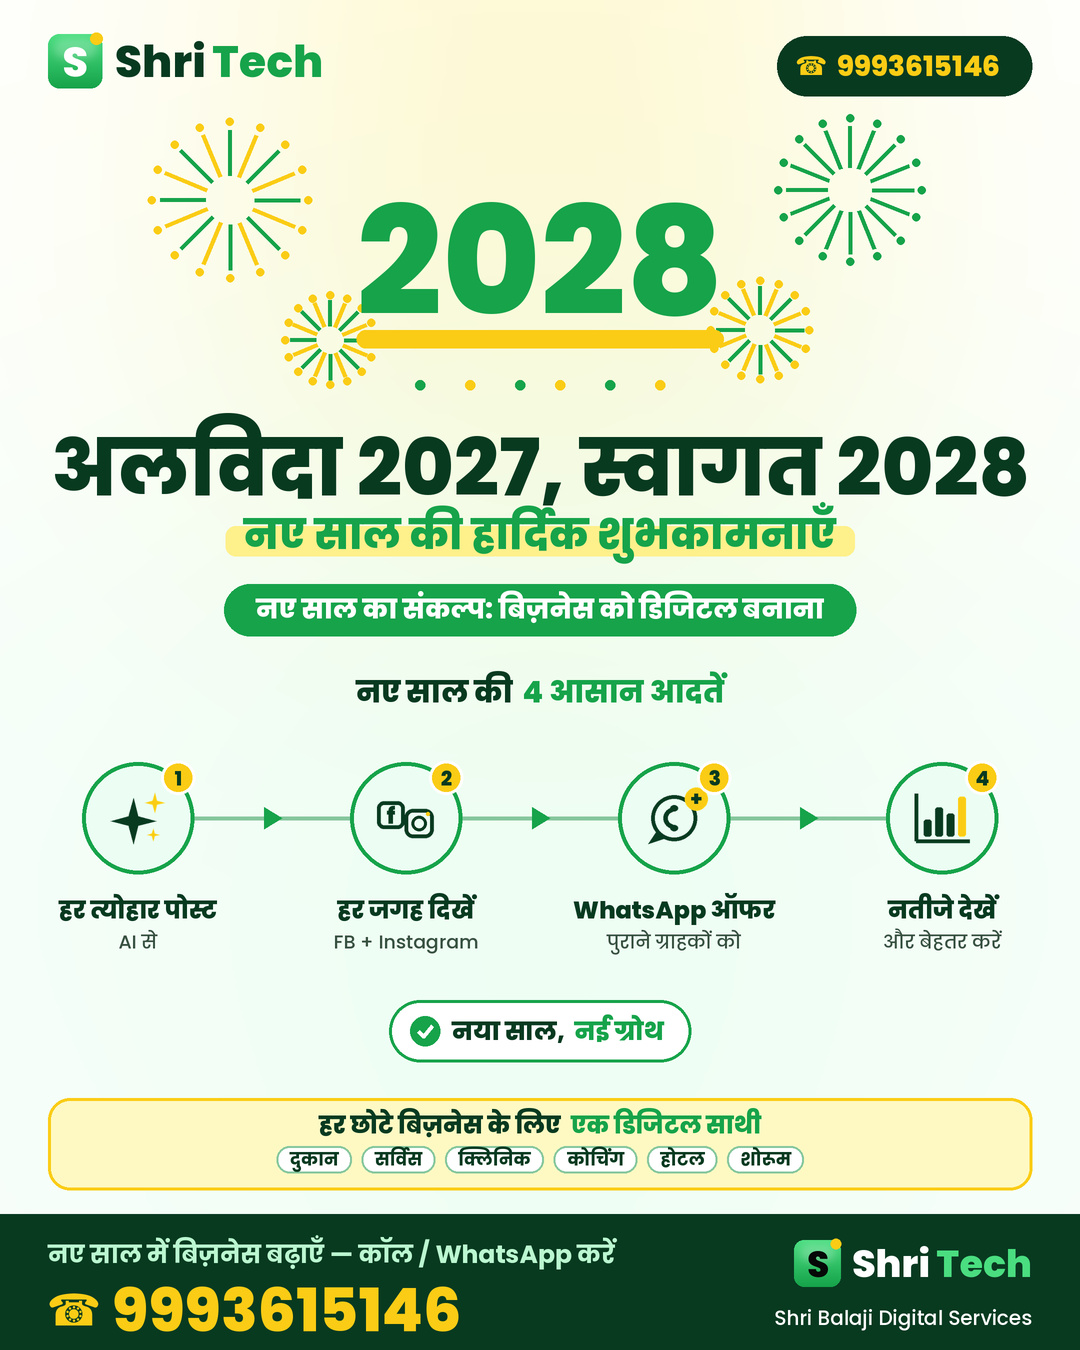 S Shri Tech
☎ 9993615146
2028
अलविदा 2027, स्वागत 2028
नए साल की हार्दिक शुभकामनाएँ
नए साल का संकल्प: बिज़नेस को डिजिटल बनाना
नए साल की 4 आसान आदतें
1
2
3
4
हर त्योहार पोस्ट
AI से
हर जगह दिखें
FB + Instagram
WhatsApp ऑफर
पुराने ग्राहकों को
नतीजे देखें
और बेहतर करें
नया साल, नई ग्रोथ
हर छोटे बिज़नेस के लिए एक डिजिटल साथी
दुकान सर्विस क्लिनिक कोचिंग होटल शोरूम
नए साल में बिज़नेस बढ़ाएँ — कॉल / WhatsApp करें
☎ 9993615146
S Shri Tech
Shri Balaji Digital Services